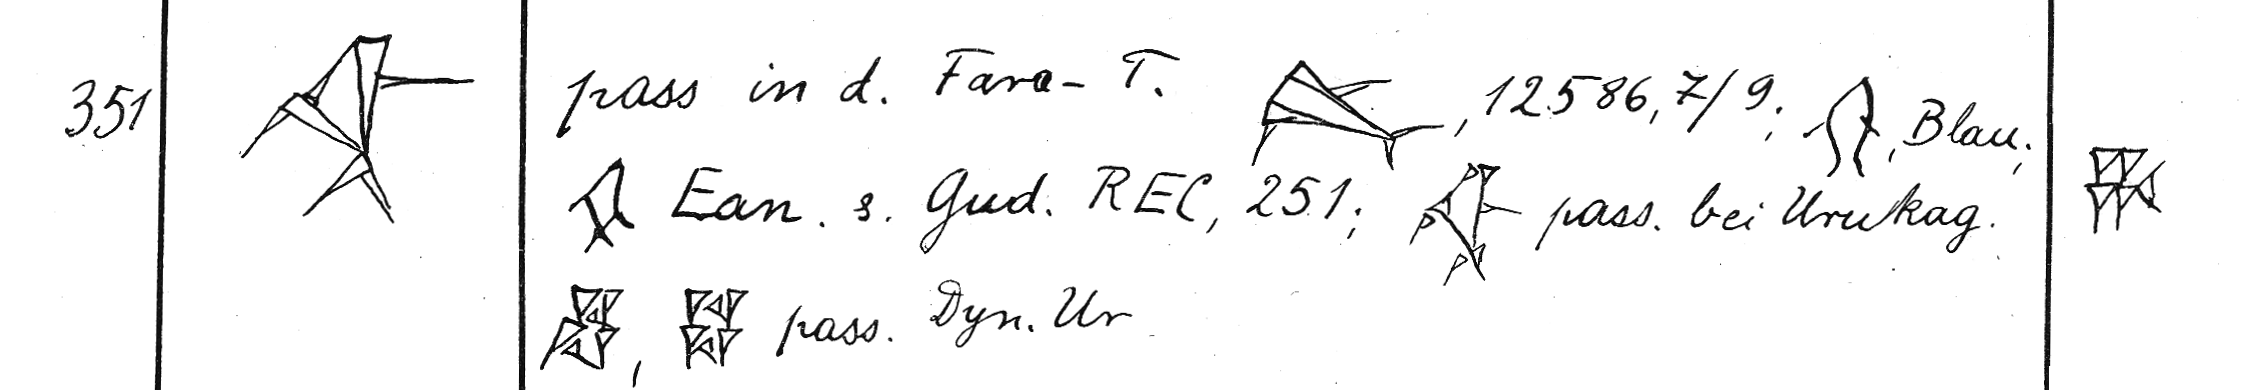 351 pass in d. Fara-T. , 12586, 7/9; , Blau;
Ean. s. Gud. REC, 251; pass. bei Urukag.
, pass. Dyn. Ur